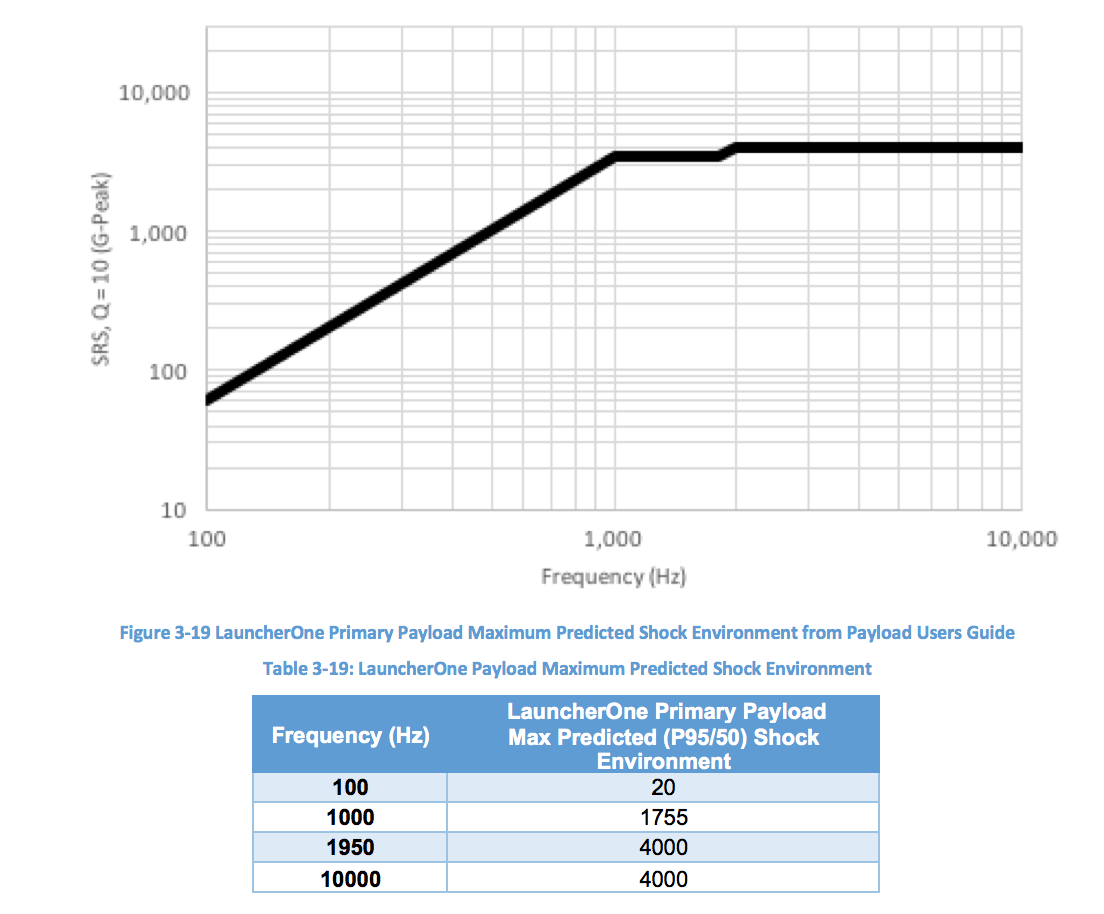 10,000
1,000
100
10
SRS, Q = 10 (G-Peak)
100 1,000 10,000
Frequency (Hz)
Figure 3-19 LauncherOne Primary Payload Maximum Predicted Shock Environment from Payload Users Guide
Table 3-19: LauncherOne Payload Maximum Predicted Shock Environment
Frequency (Hz)
LauncherOne Primary Payload
Max Predicted (P95/50) Shock
Environment
100 20
1000 1755
1950 4000
10000 4000